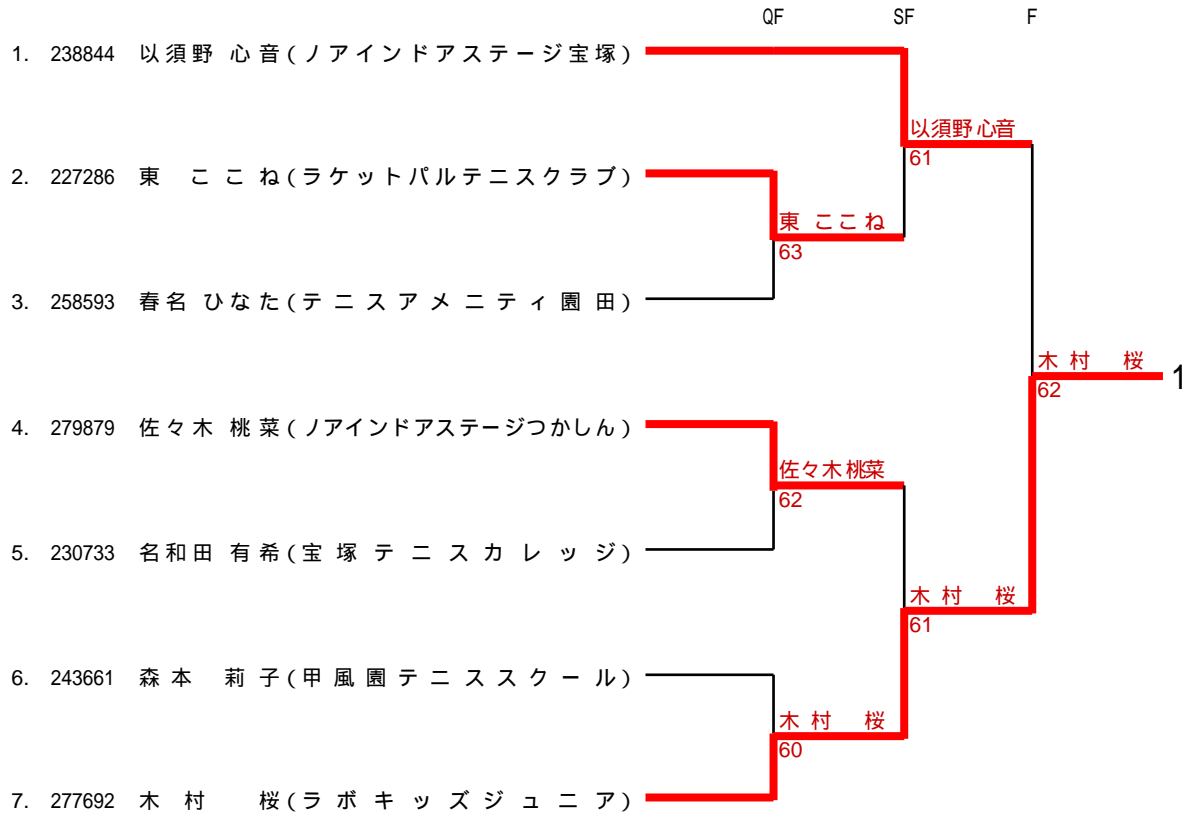 QF SF F
1. 238844 以須野 心音(ノアインドアステージ宝塚)
以須野 心音
61
2. 227286 東 ここね(ラケットパルテニスクラブ)
東 ここね
63
3. 258593 春名 ひなた(テニスアメニティ園田)
木村 桜 1
62
4. 279879 佐々木 桃菜(ノアインドアステージつかしん)
佐々木 桃菜
62
5. 230733 名和田 有希(宝塚テニスカレッジ)
木村 桜
61
6. 243661 森本 莉子(甲風園テニススクール)
木村 桜
60
7. 277692 木村 桜(ラボキッズジュニア)